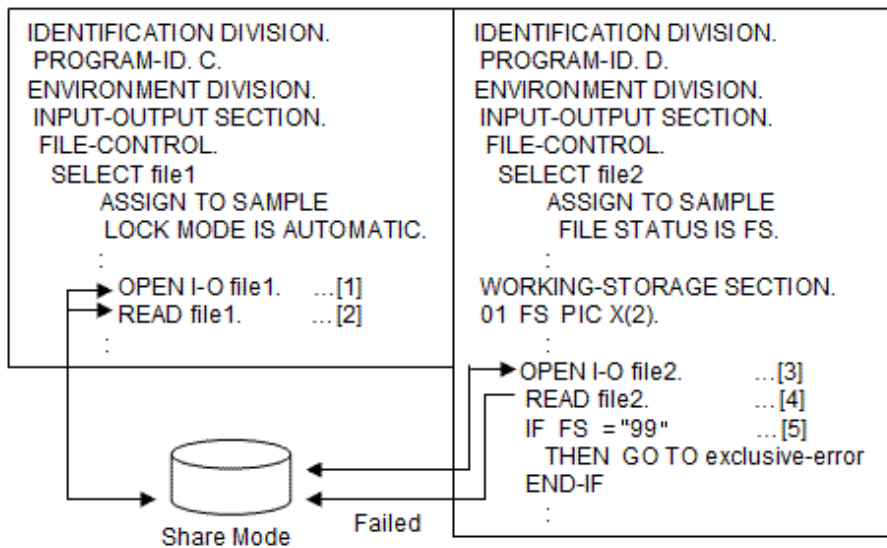 IDENTIFICATION DIVISION.
PROGRAM-ID. C.
ENVIRONMENT DIVISION.
INPUT-OUTPUT SECTION.
FILE-CONTROL.
SELECT file1
ASSIGN TO SAMPLE
LOCK MODE IS AUTOMATIC.
:
OPEN I-O file1. ...[1]
READ file1. ...[2]
:
IDENTIFICATION DIVISION.
PROGRAM-ID. D.
ENVIRONMENT DIVISION.
INPUT-OUTPUT SECTION.
FILE-CONTROL.
SELECT file2
ASSIGN TO SAMPLE
FILE STATUS IS FS.
:
WORKING-STORAGE SECTION.
01 FS PIC X(2).
:
OPEN I-O file2. ...[3]
READ file2. ...[4]
IF FS = "99" ...[5]
THEN GO TO exclusive-error
END-IF
:
Failed
Share Mode